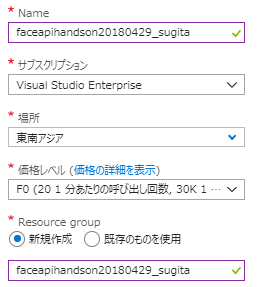 * Name
faceapihandson20180429_sugita
* サブスクリプション
Visual Studio Enterprise
* 場所
東南アジア
* 価格レベル (価格の詳細を表示)
F0 (20 1 分あたりの呼び出し回数, 30K 1 ···
* Resource group
新規作成 既存のものを使用
faceapihandson20180429_sugita